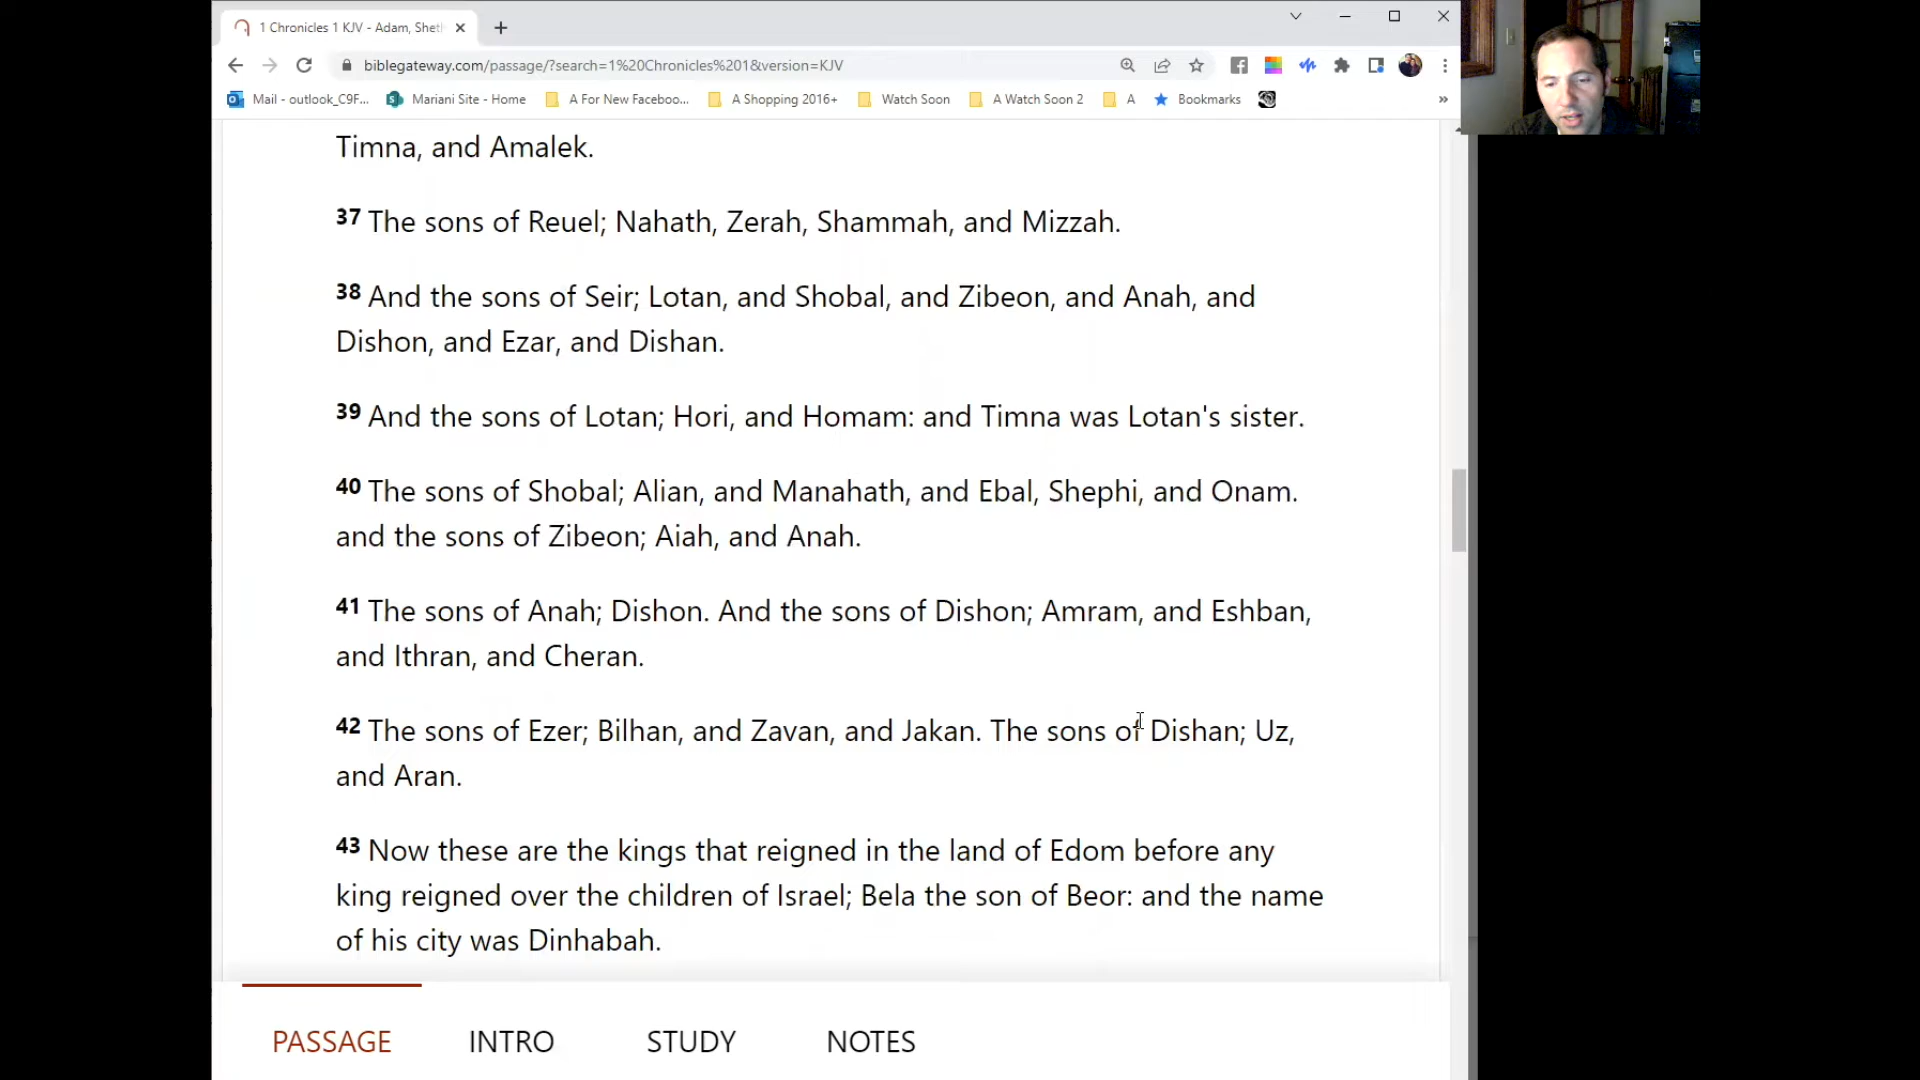 1 Chronicles 1 KJV - Adam, Sheth
biblegateway.com/passage/?search=1%20Chronicles%201&version=KJV
Mail - outlook_C9F... Mariani Site - Home A For New Faceboo... A Shopping 2016+ Watch Soon A Watch Soon 2 A Bookmarks »
Timna, and Amalek.
37 The sons of Reuel; Nahath, Zerah, Shammah, and Mizzah.
38 And the sons of Seir; Lotan, and Shobal, and Zibeon, and Anah, and
Dishon, and Ezar, and Dishan.
39 And the sons of Lotan; Hori, and Homam: and Timna was Lotan's sister.
40 The sons of Shobal; Alian, and Manahath, and Ebal, Shephi, and Onam.
and the sons of Zibeon; Aiah, and Anah.
41 The sons of Anah; Dishon. And the sons of Dishon; Amram, and Eshban,
and Ithran, and Cheran.
42 The sons of Ezer; Bilhan, and Zavan, and Jakan. The sons of Dishan; Uz,
and Aran.
43 Now these are the kings that reigned in the land of Edom before any
king reigned over the children of Israel; Bela the son of Beor: and the name
of his city was Dinhabah.
PASSAGE INTRO STUDY NOTES